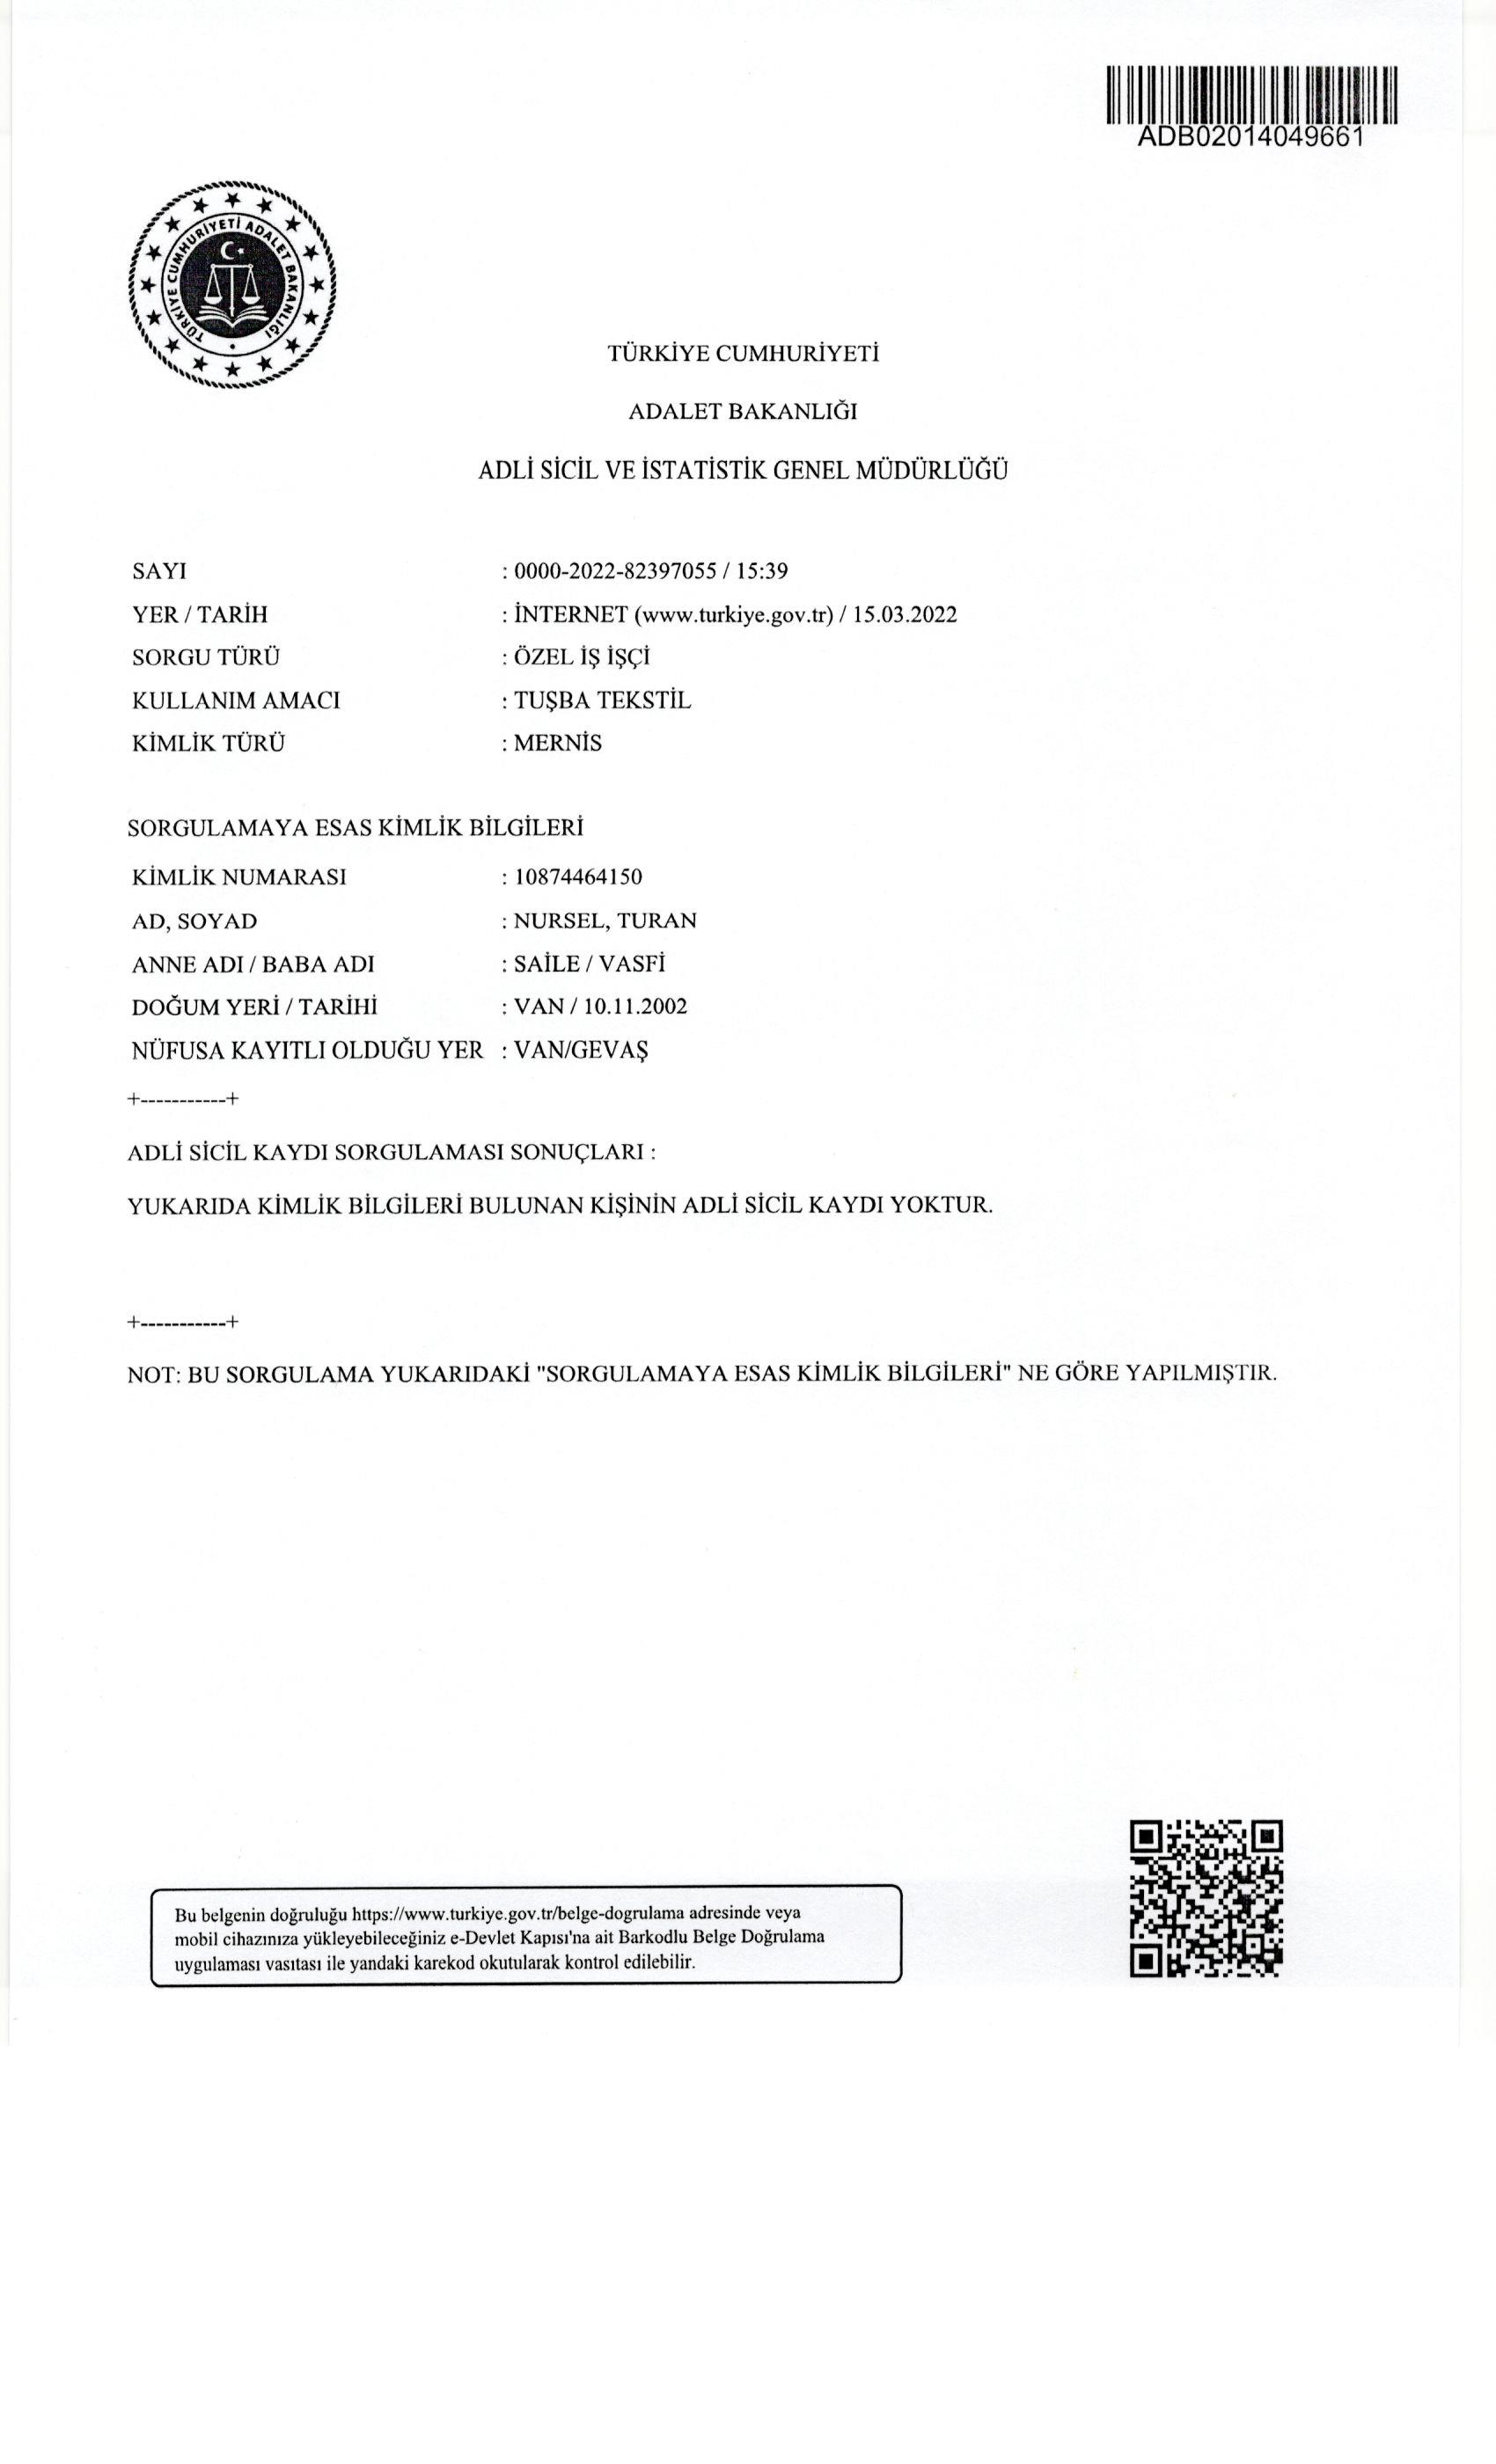 ADB02014049661
TÜRKİYE CUMHURİYETİ ADALET BAKANLIĞI
TÜRKİYE CUMHURİYETİ
ADALET BAKANLIĞI
ADLİ SİCİL VE İSTATİSTİK GENEL MÜDÜRLÜĞÜ
SAYI : 0000-2022-82397055 / 15:39
YER / TARİH : İNTERNET (www.turkiye.gov.tr) / 15.03.2022
SORGU TÜRÜ : ÖZEL İŞ İŞÇİ
KULLANIM AMACI : TUŞBA TEKSTİL
KİMLİK TÜRÜ : MERNİS
SORGULAMAYA ESAS KİMLİK BİLGİLERİ
KİMLİK NUMARASI : 10874464150
AD, SOYAD : NURSEL, TURAN
ANNE ADI / BABA ADI : SAİLE / VASFİ
DOĞUM YERİ / TARİHİ : VAN / 10.11.2002
NÜFUSA KAYITLI OLDUĞU YER : VAN/GEVAŞ
+-----------+
ADLİ SİCİL KAYDI SORGULAMASI SONUÇLARI :
YUKARIDA KİMLİK BİLGİLERİ BULUNAN KİŞİNİN ADLİ SİCİL KAYDI YOKTUR.
+-----------+
NOT: BU SORGULAMA YUKARIDAKİ "SORGULAMAYA ESAS KİMLİK BİLGİLERİ" NE GÖRE YAPILMIŞTIR.
Bu belgenin doğruluğu https://www.turkiye.gov.tr/belge-dogrulama adresinde veya
mobil cihazınıza yükleyebileceğiniz e-Devlet Kapısı'na ait Barkodlu Belge Doğrulama
uygulaması vasıtası ile yandaki karekod okutularak kontrol edilebilir.